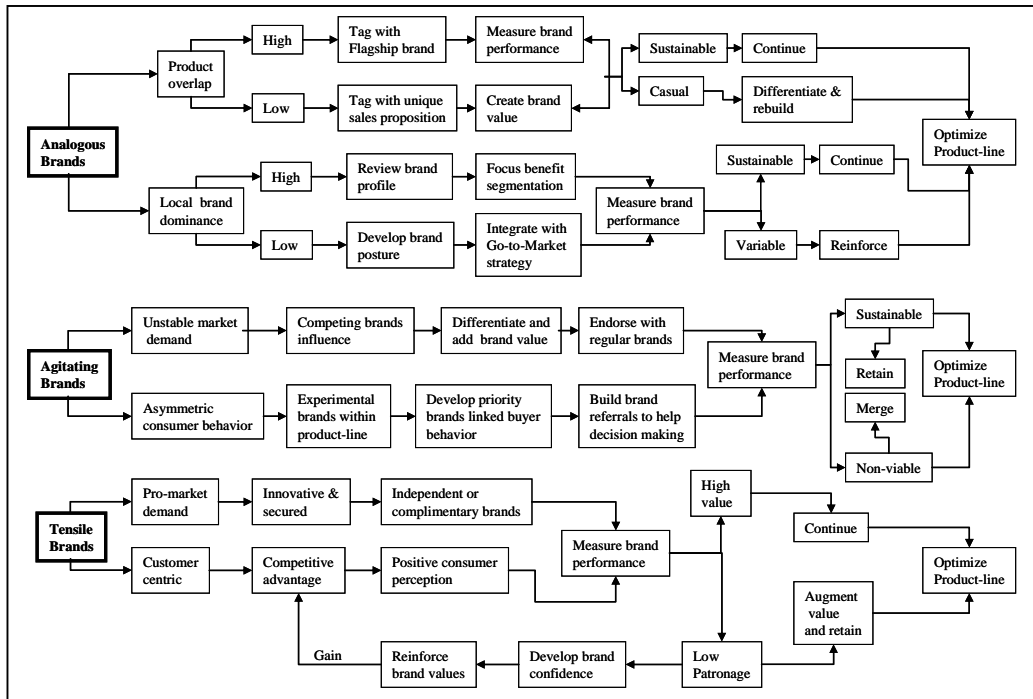 High
Tag with
Flagship brand
Measure brand
performance
Sustainable
Continue
Product
overlap
Casual
Differentiate &
rebuild
Low
Tag with unique
sales proposition
Create brand
value
Analogous
Brands
Optimize
Product-line
High
Review brand
profile
Focus benefit
segmentation
Sustainable
Continue
Local brand
dominance
Measure brand
performance
Low
Develop brand
posture
Integrate with
Go-to-Market
strategy
Variable
Reinforce
Unstable market
demand
Competing brands
influence
Differentiate and
add brand value
Endorse with
regular brands
Sustainable
Agitating
Brands
Measure brand
performance
Retain
Optimize
Product-line
Merge
Asymmetric
consumer behavior
Experimental
brands within
product-line
Develop priority
brands linked buyer
behavior
Build brand
referrals to help
decision making
Non-viable
Pro-market
demand
Innovative &
secured
Independent or
complimentary brands
High
value
Continue
Tensile
Brands
Measure brand
performance
Optimize
Product-line
Customer
centric
Competitive
advantage
Positive consumer
perception
Augment
value
and retain
Gain
Reinforce
brand values
Develop brand
confidence
Low
Patronage